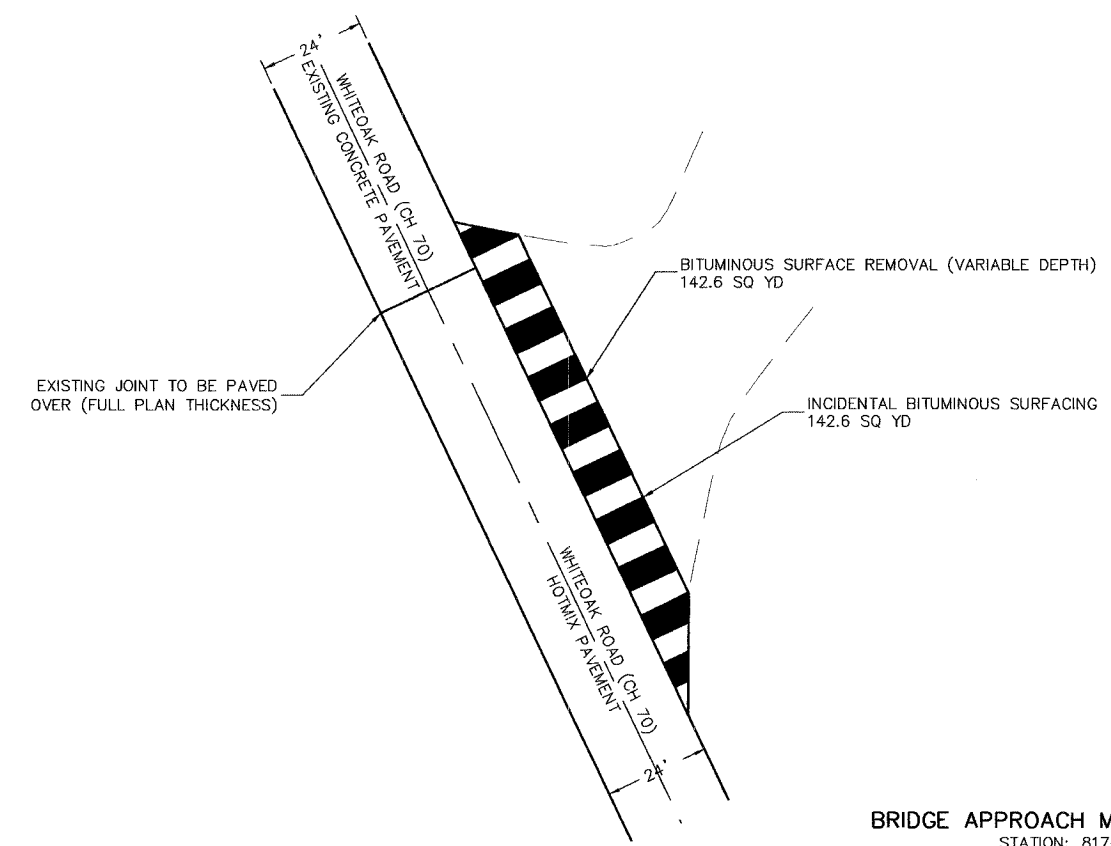 24'
WHITEOAK ROAD (CH 70)
EXISTING CONCRETE PAVEMENT
BITUMINOUS SURFACE REMOVAL (VARIABLE DEPTH)
142.6 SQ YD
EXISTING JOINT TO BE PAVED
OVER (FULL PLAN THICKNESS)
INCIDENTAL BITUMINOUS SURFACING
142.6 SQ YD
WHITEOAK ROAD (CH 70)
HOTMIX PAVEMENT
24'
BRIDGE APPROACH M
STATION: 817